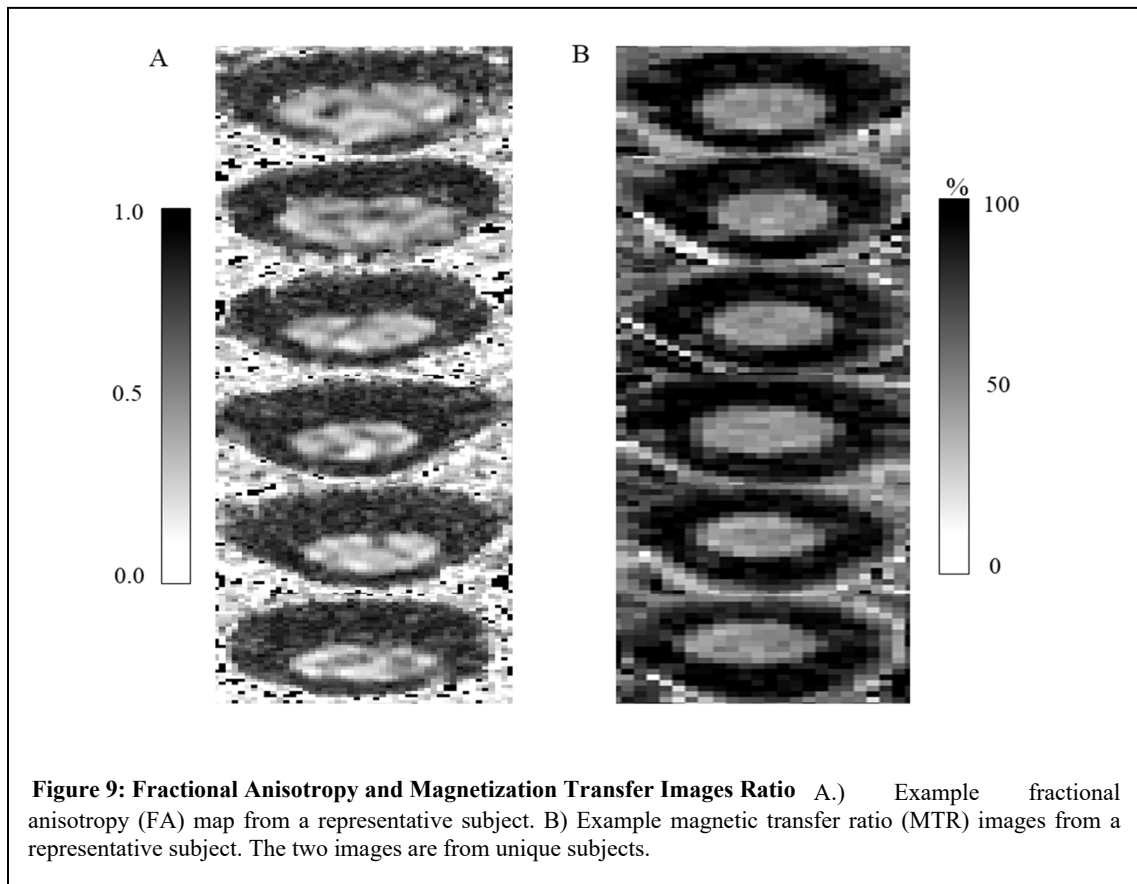 A
B
1.0
0.5
0.0
%
100
50
0
Figure 9: Fractional Anisotropy and Magnetization Transfer Images Ratio A.) Example fractional
anisotropy (FA) map from a representative subject. B) Example magnetic transfer ratio (MTR) images from a
representative subject. The two images are from unique subjects.